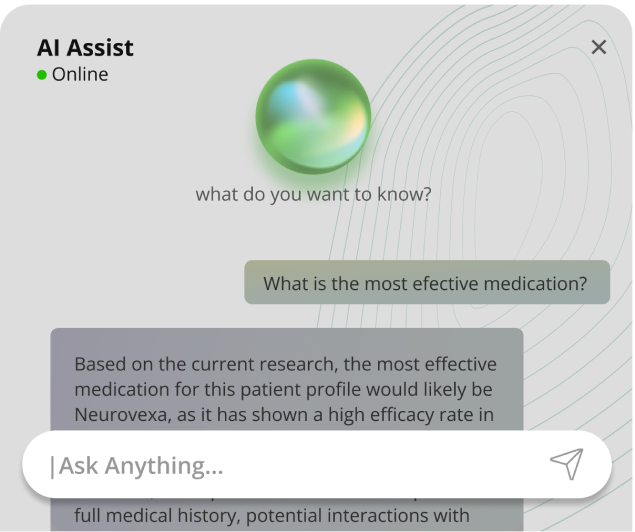 AI Assist
Online
what do you want to know?
What is the most efective medication?
Based on the current research, the most effective
medication for this patient profile would likely be
Neurovexa, as it has shown a high efficacy rate in
|Ask Anything...
full medical history, potential interactions with